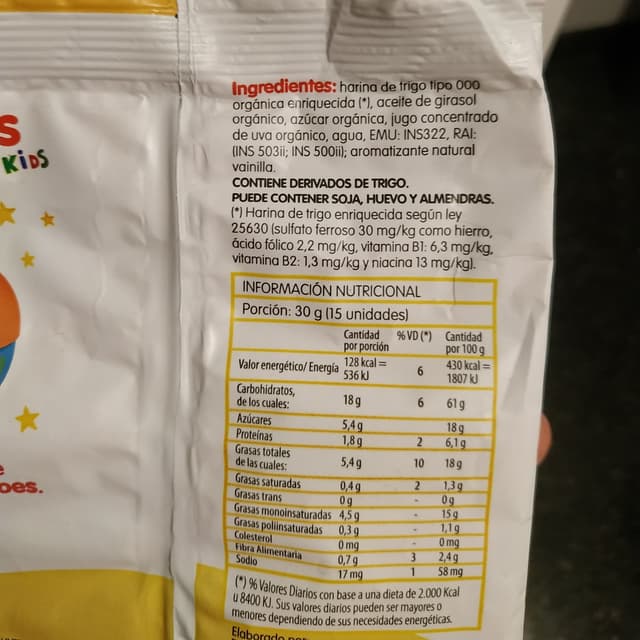 s
KiDS
e
oes.
Ingredientes: harina de trigo tipo 000
orgánica enriquecida (*), aceite de girasol
orgánico, azúcar orgánica, jugo concentrado
de uva orgánico, agua, EMU: INS322, RAI:
(INS 503ii; INS 500ii); aromatizante natural
vainilla.
CONTIENE DERIVADOS DE TRIGO.
PUEDE CONTENER SOJA, HUEVO Y ALMENDRAS.
(*) Harina de trigo enriquecida según ley
25630 (sulfato ferroso 30 mg/kg como hierro,
ácido fólico 2,2 mg/kg, vitamina B1: 6,3 mg/kg,
vitamina B2: 1,3 mg/kg y niacina 13 mg/kg).
INFORMACIÓN NUTRICIONAL
Porción: 30 g (15 unidades)
Cantidad por porción % VD (*) Cantidad por 100 g
Valor energético/ Energía 128 kcal = 536 kJ 6 430 kcal = 1807 kJ
Carbohidratos, de los cuales: 18 g 6 61 g
Azúcares 5,4 g 18 g
Proteínas 1,8 g 2 6,1 g
Grasas totales de las cuales: 5,4 g 10 18 g
Grasas saturadas 0,4 g 2 1,3 g
Grasas trans 0 g - 0 g
Grasas monoinsaturadas 4,5 g - 15 g
Grasas poliinsaturadas 0,3 g - 1,1 g
Colesterol 0 mg - 0 mg
Fibra Alimentaria 0,7 g 3 2,4 g
Sodio 17 mg 1 58 mg
(*) % Valores Diarios con base a una dieta de 2.000 Kcal
u 8400 KJ. Sus valores diarios pueden ser mayores o
menores dependiendo de sus necesidades energéticas.
Elaborado por